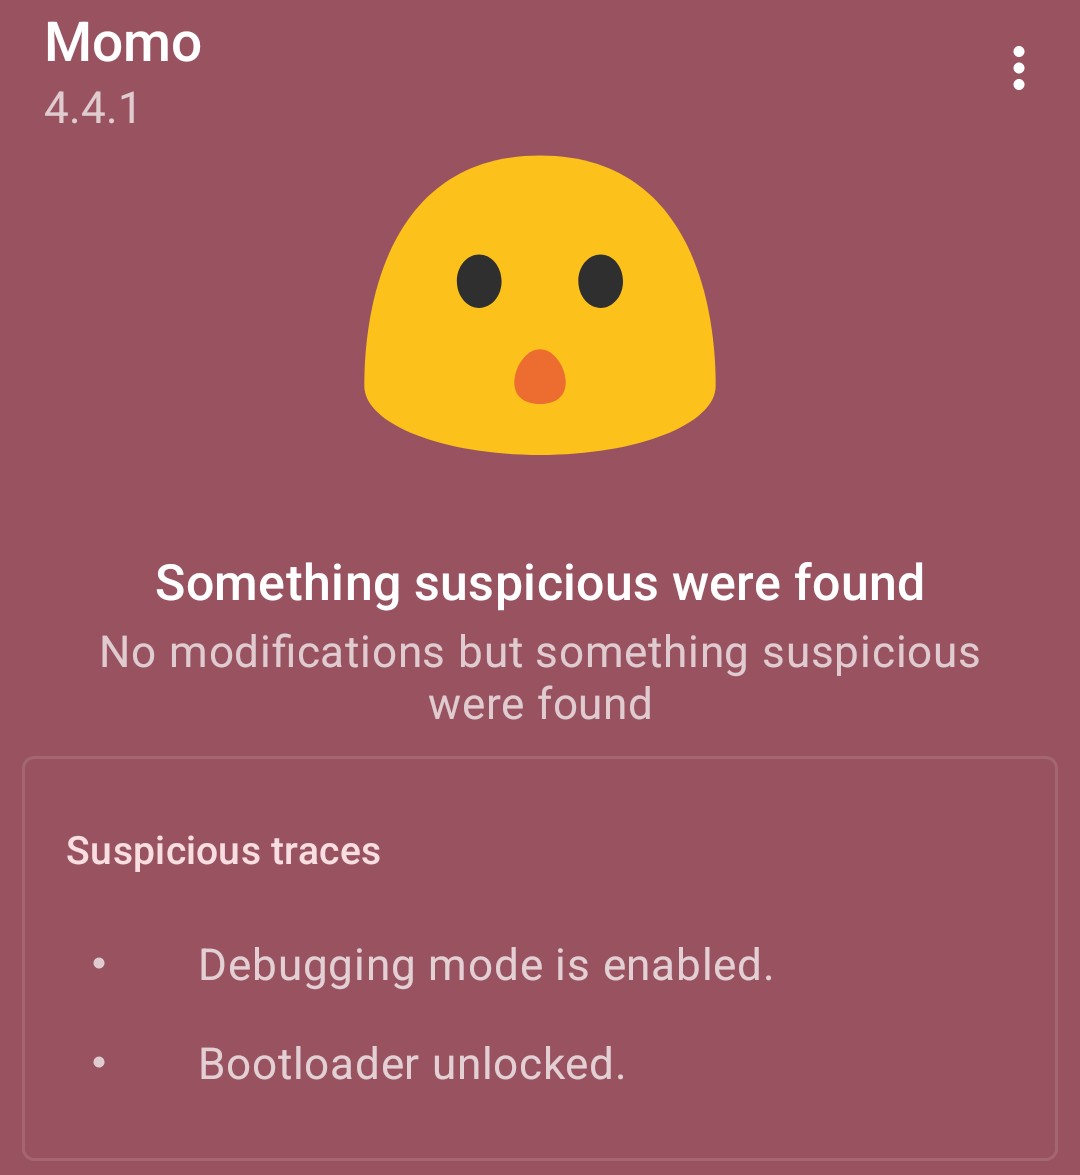 Momo
4.4.1
Something suspicious were found
No modifications but something suspicious
were found
Suspicious traces
• Debugging mode is enabled.
• Bootloader unlocked.